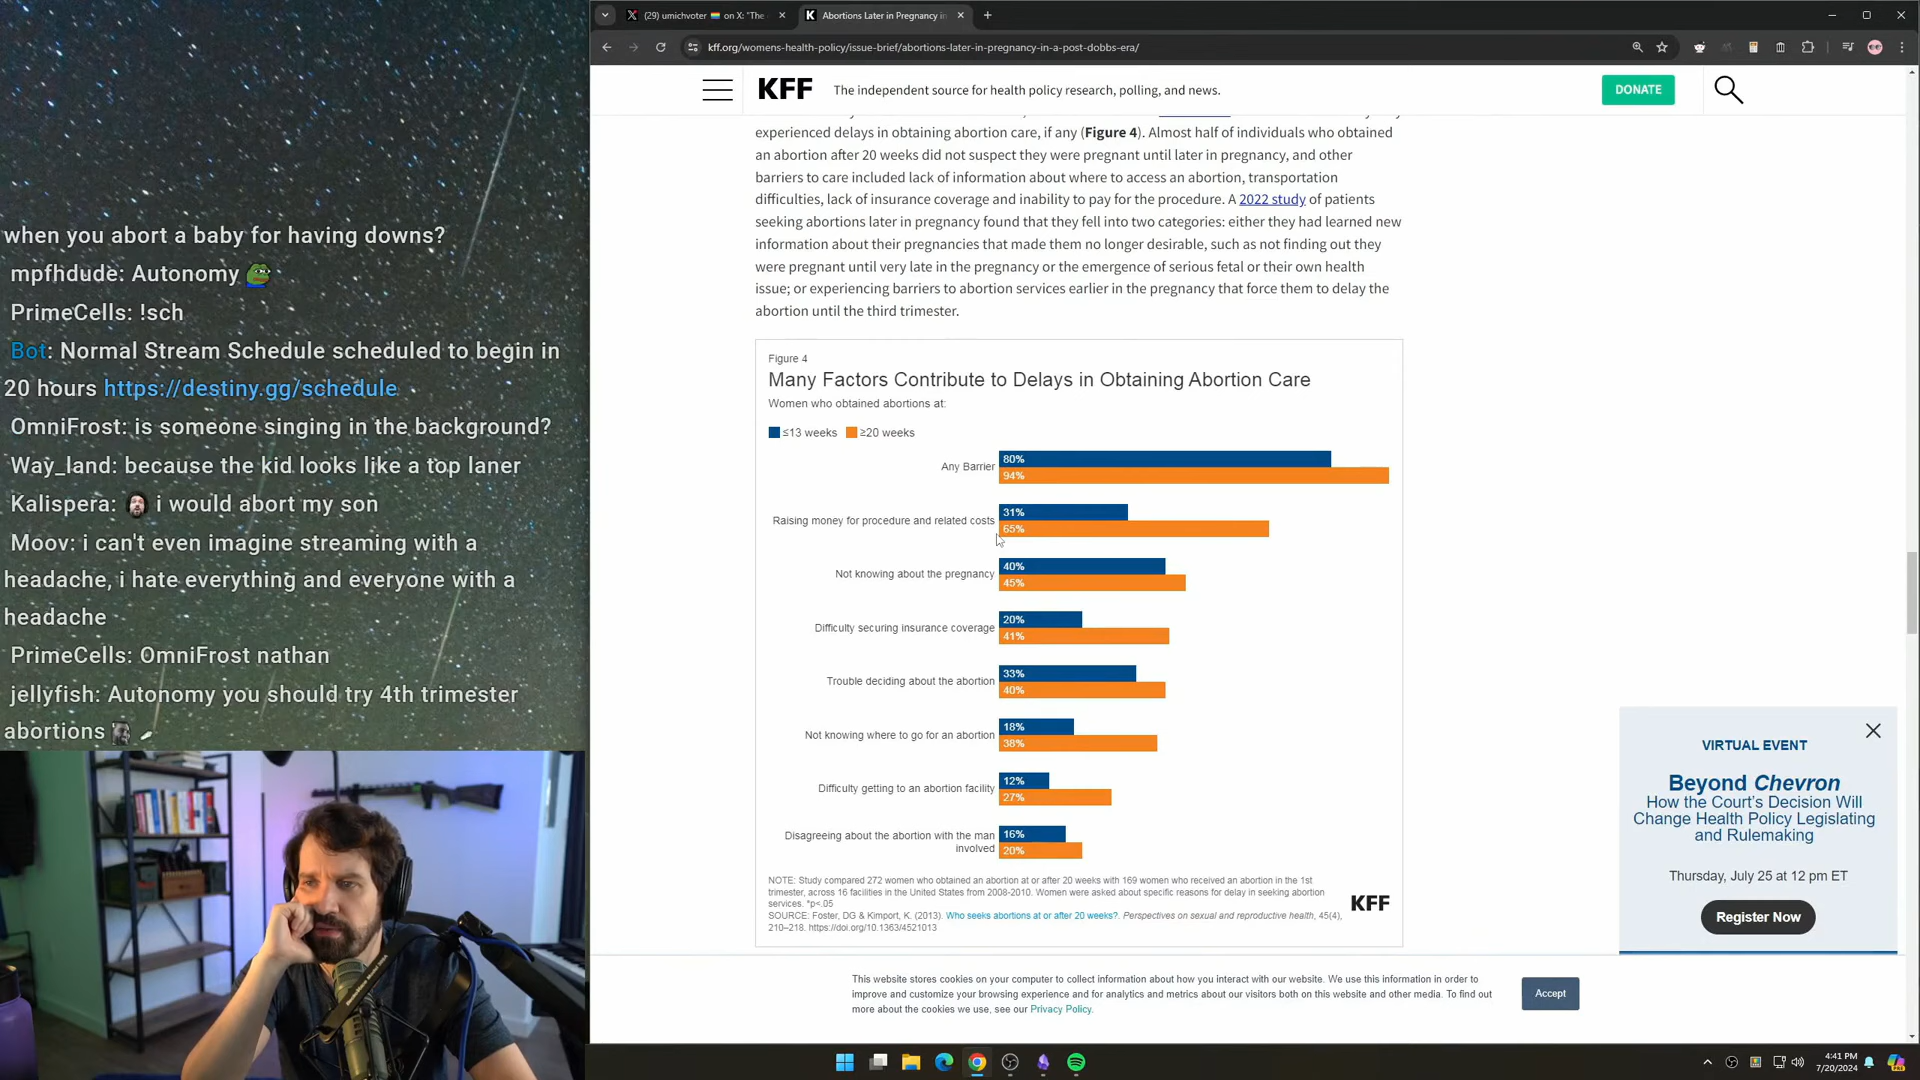 when you abort a baby for having downs?
mpfhdude: Autonomy
PrimeCells: !sch
Bot: Normal Stream Schedule scheduled to begin in
20 hours https://destiny.gg/schedule
OmniFrost: is someone singing in the background?
Way_land: because the kid looks like a top laner
Kalispera: i would abort my son
Moov: i can't even imagine streaming with a
headache, i hate everything and everyone with a
headache
PrimeCells: OmniFrost nathan
jellyfish: Autonomy you should try 4th trimester
abortions
(29) umichvoter 🏳️‍🌈 on X: "The
Abortions Later in Pregnancy in
kff.org/womens-health-policy/issue-brief/abortions-later-in-pregnancy-in-a-post-dobbs-era/
KFF
The independent source for health policy research, polling, and news.
DONATE
experienced delays in obtaining abortion care, if any (Figure 4). Almost half of individuals who obtained
an abortion after 20 weeks did not suspect they were pregnant until later in pregnancy, and other
barriers to care included lack of information about where to access an abortion, transportation
difficulties, lack of insurance coverage and inability to pay for the procedure. A 2022 study of patients
seeking abortions later in pregnancy found that they fell into two categories: either they had learned new
information about their pregnancies that made them no longer desirable, such as not finding out they
were pregnant until very late in the pregnancy or the emergence of serious fetal or their own health
issue; or experiencing barriers to abortion services earlier in the pregnancy that force them to delay the
abortion until the third trimester.
Figure 4
Many Factors Contribute to Delays in Obtaining Abortion Care
Women who obtained abortions at:
≤13 weeks ≥20 weeks
Any Barrier
80%
94%
Raising money for procedure and related costs
31%
65%
Not knowing about the pregnancy
40%
45%
Difficulty securing insurance coverage
20%
41%
Trouble deciding about the abortion
33%
40%
Not knowing where to go for an abortion
18%
38%
Difficulty getting to an abortion facility
12%
27%
Disagreeing about the abortion with the man
involved
16%
20%
NOTE: Study compared 272 women who obtained an abortion at or after 20 weeks with 169 women who received an abortion in the 1st
trimester, across 16 facilities in the United States from 2008-2010. Women were asked about specific reasons for delay in seeking abortion
services. *p<.05
SOURCE: Foster, DG & Kimport, K. (2013). Who seeks abortions at or after 20 weeks?. Perspectives on sexual and reproductive health, 45(4),
210–218. https://doi.org/10.1363/4521013
KFF
VIRTUAL EVENT
Beyond Chevron
How the Court's Decision Will
Change Health Policy Legislating
and Rulemaking
Thursday, July 25 at 12 pm ET
Register Now
This website stores cookies on your computer to collect information about how you interact with our website. We use this information in order to
improve and customize your browsing experience and for analytics and metrics about our visitors both on this website and other media. To find out
more about the cookies we use, see our Privacy Policy.
Accept
4:41 PM
7/20/2024